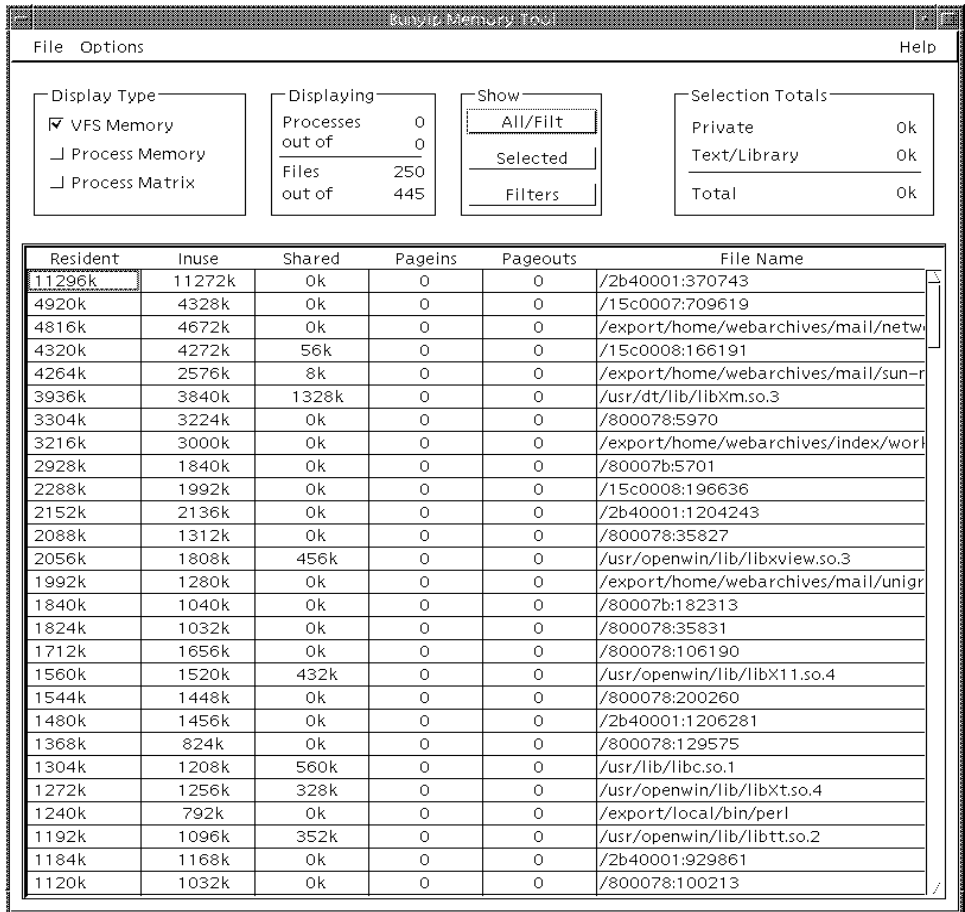 Bunyip Memory Tool
File Options Help
Display Type
VFS Memory
Process Memory
Process Matrix
Displaying
Processes 0
out of 0
Files 250
out of 445
Show
All/Filt
Selected
Filters
Selection Totals
Private 0k
Text/Library 0k
Total 0k
Resident Inuse Shared Pageins Pageouts File Name
11296k 11272k 0k 0 0 /2b40001:370743
4920k 4328k 0k 0 0 /15c0007:709619
4816k 4672k 0k 0 0 /export/home/webarchives/mail/netw
4320k 4272k 56k 0 0 /15c0008:166191
4264k 2576k 8k 0 0 /export/home/webarchives/mail/sun-r
3936k 3840k 1328k 0 0 /usr/dt/lib/libXm.so.3
3304k 3224k 0k 0 0 /800078:5970
3216k 3000k 0k 0 0 /export/home/webarchives/index/work
2928k 1840k 0k 0 0 /80007b:5701
2288k 1992k 0k 0 0 /15c0008:196636
2152k 2136k 0k 0 0 /2b40001:1204243
2088k 1312k 0k 0 0 /800078:35827
2056k 1808k 456k 0 0 /usr/openwin/lib/libxview.so.3
1992k 1280k 0k 0 0 /export/home/webarchives/mail/unigr
1840k 1040k 0k 0 0 /80007b:182313
1824k 1032k 0k 0 0 /800078:35831
1712k 1656k 0k 0 0 /800078:106190
1560k 1520k 432k 0 0 /usr/openwin/lib/libX11.so.4
1544k 1448k 0k 0 0 /800078:200260
1480k 1456k 0k 0 0 /2b40001:1206281
1368k 824k 0k 0 0 /800078:129575
1304k 1208k 560k 0 0 /usr/lib/libc.so.1
1272k 1256k 328k 0 0 /usr/openwin/lib/libXt.so.4
1240k 792k 0k 0 0 /export/local/bin/perl
1192k 1096k 352k 0 0 /usr/openwin/lib/libtt.so.2
1184k 1168k 0k 0 0 /2b40001:929861
1120k 1032k 0k 0 0 /800078:100213